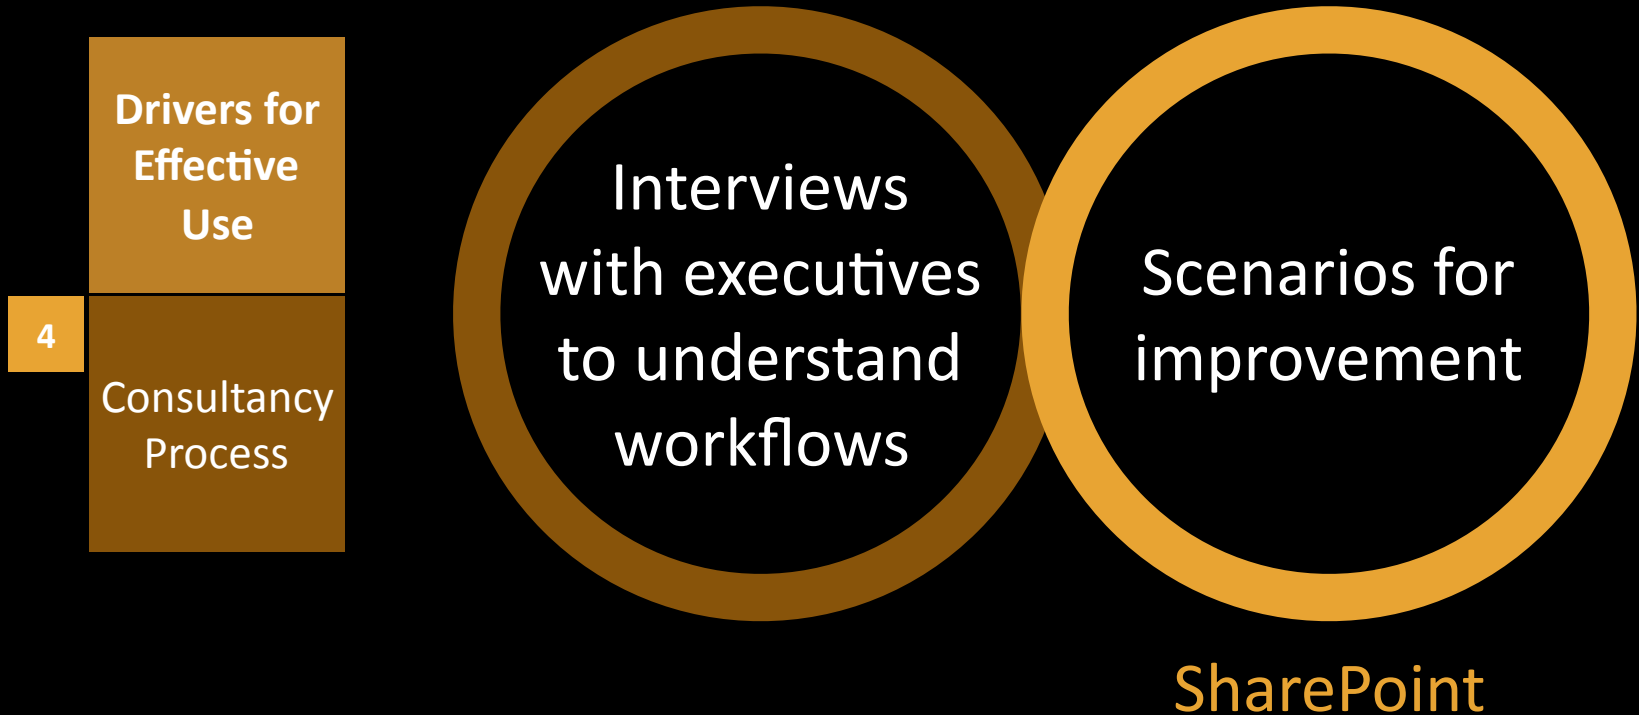 Drivers for
Effective
Use
4
Consultancy
Process
Interviews
with executives
to understand
workflows
Scenarios for
improvement
SharePoint